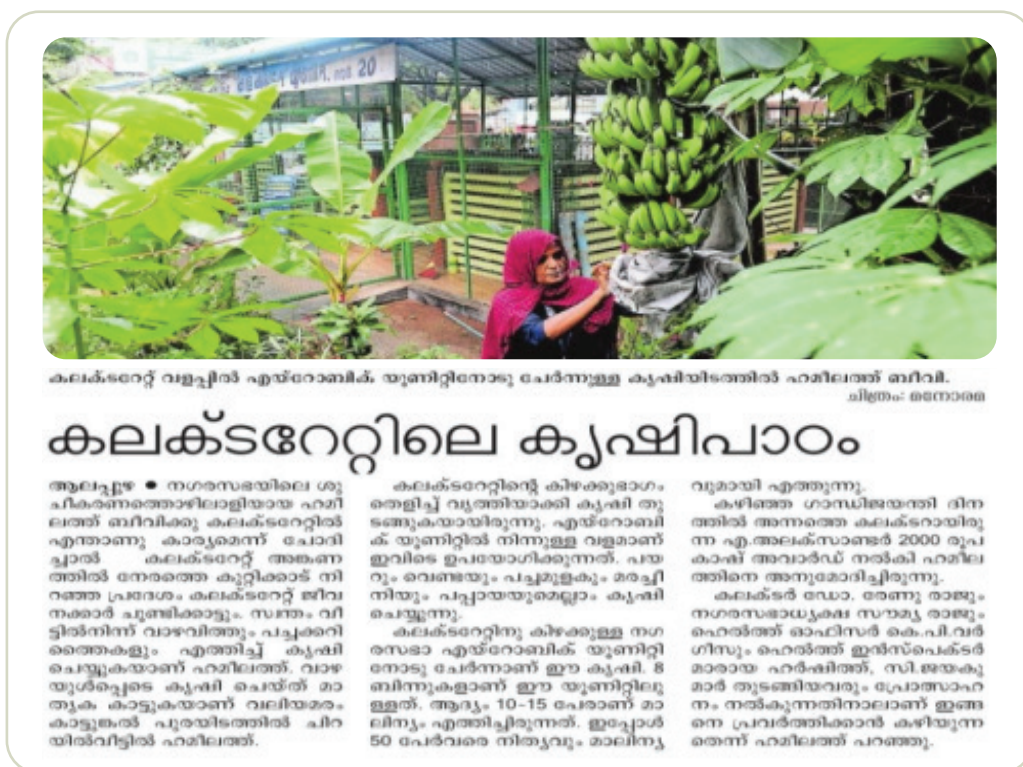 യൂണിറ്റ്. നമ്പർ 20
കലക്ടറേറ്റ് വളപ്പിൽ എയ്റോബിക് യൂണിറ്റിനോടു ചേർന്നുള്ള കൃഷിയിടത്തിൽ ഹമീലത്ത് ബീവി.
ചിത്രം: മനോരമ
കലക്ടറേറ്റിലെ കൃഷിപാഠം
ആലപ്പുഴ ● നഗരസഭയിലെ ശു
ചീകരണത്തൊഴിലാളിയായ ഹമീ
ലത്ത് ബീവിക്കു കലക്ടറേറ്റിൽ
എന്താണു കാര്യമെന്ന് ചോദി
ച്ചാൽ കലക്ടറേറ്റ് അങ്കണ
ത്തിൽ നേരത്തെ കുറ്റിക്കാട് നി
റഞ്ഞ പ്രദേശം കലക്ടറേറ്റ് ജീവ
നക്കാർ ചൂണ്ടിക്കാട്ടും. സ്വന്തം വീ
ട്ടിൽനിന്ന് വാഴവിത്തും പച്ചക്കറി
ത്തൈകളും എത്തിച്ച് കൃഷി
ചെയ്യുകയാണ് ഹമീലത്ത്. വാഴ
യുൾപ്പെടെ കൃഷി ചെയ്ത് മാ
തൃക കാട്ടുകയാണ് വലിയമരം
കാട്ടുങ്കൽ പുരയിടത്തിൽ ചിറ
യിൽവീട്ടിൽ ഹമീലത്ത്.
കലക്ടറേറ്റിന്റെ കിഴക്കുഭാഗം
തെളിച്ച് വൃത്തിയാക്കി കൃഷി തു
ടങ്ങുകയായിരുന്നു. എയ്റോബി
ക് യൂണിറ്റിൽ നിന്നുള്ള വളമാണ്
ഇവിടെ ഉപയോഗിക്കുന്നത്. പയ
റും വെണ്ടയും പച്ചമുളകും മരച്ചീ
നിയും പപ്പായയുമെല്ലാം കൃഷി
ചെയ്യുന്നു.
കലക്ടറേറ്റിനു കിഴക്കുള്ള നഗ
രസഭാ എയ്റോബിക് യൂണിറ്റി
നോടു ചേർന്നാണ് ഈ കൃഷി. 8
ബിന്നുകളാണ് ഈ യൂണിറ്റിലു
ള്ളത്. ആദ്യം 10-15 പേരാണ് മാ
ലിന്യം എത്തിച്ചിരുന്നത്. ഇപ്പോൾ
50 പേർവരെ നിത്യവും മാലിന്യ
വുമായി എത്തുന്നു.
കഴിഞ്ഞ ഗാന്ധിജയന്തി ദിന
ത്തിൽ അന്നത്തെ കലക്ടറായിരു
ന്ന എ.അലക്സാണ്ടർ 2000 രൂപ
കാഷ് അവാർഡ് നൽകി ഹമീല
ത്തിനെ അനുമോദിച്ചിരുന്നു.
കലക്ടർ ഡോ. രേണു രാജും
നഗരസഭാധ്യക്ഷ സൗമ്യ രാജും
ഹെൽത്ത് ഓഫിസർ കെ.പി.വർ
ഗീസും ഹെൽത്ത് ഇൻസ്പെക്ടർ
മാരായ ഹർഷിത്ത്, സി.ജയകു
മാർ തുടങ്ങിയവരും പ്രോത്സാഹ
നം നൽകുന്നതിനാലാണ് ഇങ്ങ
നെ പ്രവർത്തിക്കാൻ കഴിയുന്ന
തെന്ന് ഹമീലത്ത് പറഞ്ഞു.